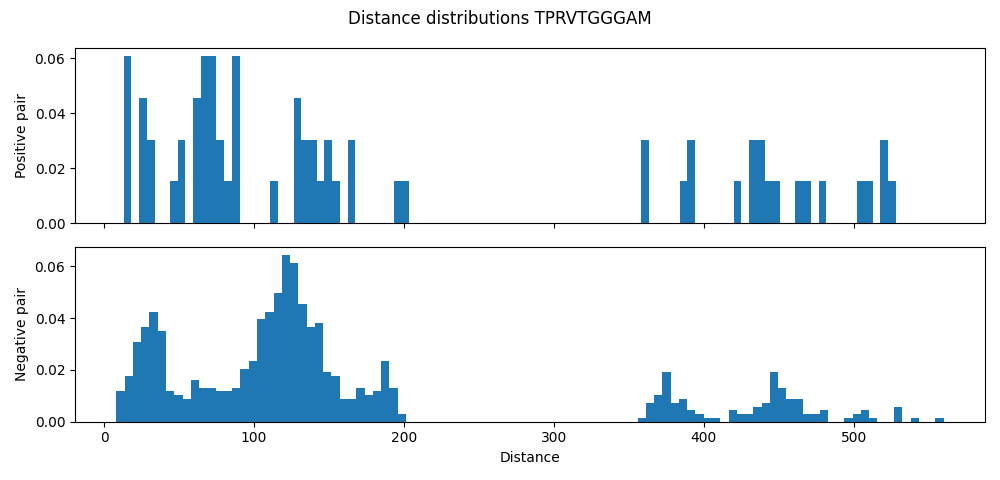 Distance distributions TPRVTGGGAM
0.06
0.04
0.02
0.00
Positive pair
0.06
0.04
0.02
0.00
Negative pair
0 100 200 300 400 500
Distance